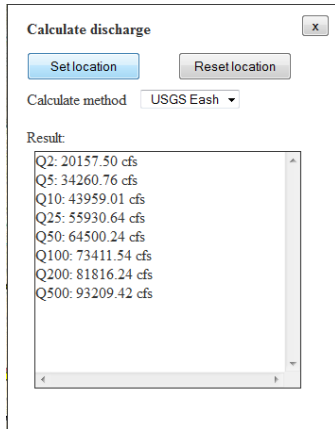 Calculate discharge
x
Set location Reset location
Calculate method USGS Eash
Result:
Q2: 20157.50 cfs
Q5: 34260.76 cfs
Q10: 43959.01 cfs
Q25: 55930.64 cfs
Q50: 64500.24 cfs
Q100: 73411.54 cfs
Q200: 81816.24 cfs
Q500: 93209.42 cfs